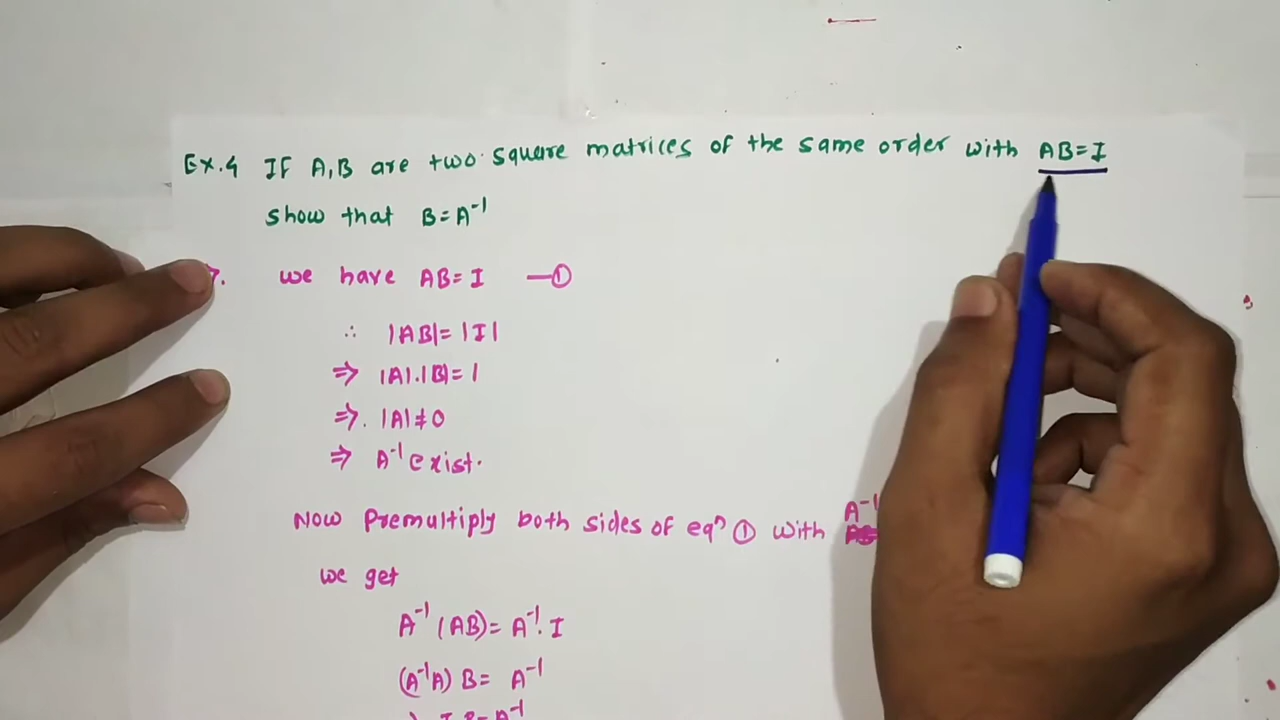 Ex.4 If A,B are two square matrices of the same order with AB=I
show that B=A⁻¹
we have AB=I —①
∴ |AB|=|I|
⇒ |A|.|B|=1
⇒. |A|≠0
⇒ A⁻¹ exist.
Now Premultiply both sides of eqⁿ ① with A⁻¹
we get
A⁻¹(AB)=A⁻¹.I
(A⁻¹A)B= A⁻¹
I B=A⁻¹